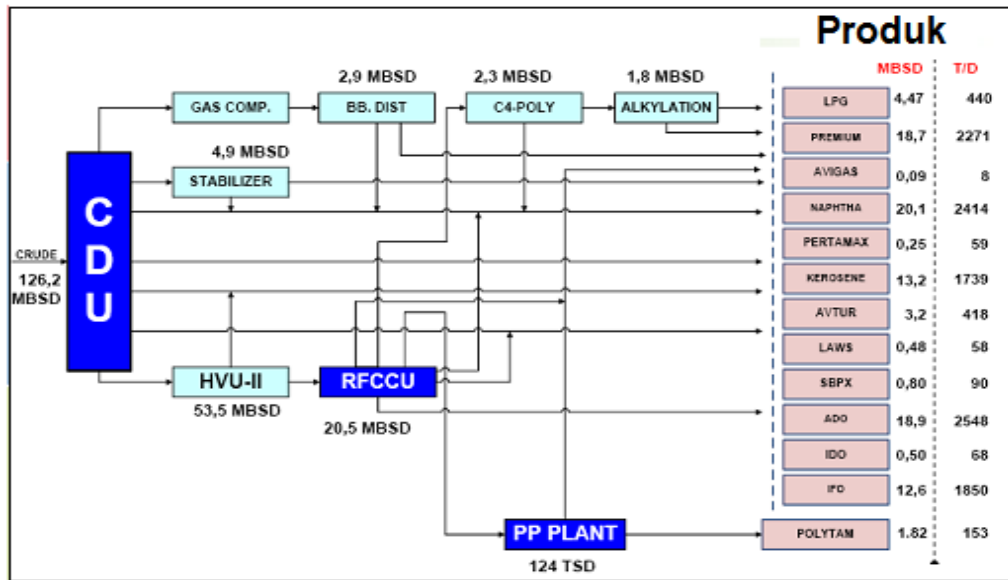 Produk
MBSD T/D
2,9 MBSD 2,3 MBSD 1,8 MBSD
GAS COMP. BB. DIST C4-POLY ALKYLATION
LPG 4,47 440
PREMIUM 18,7 2271
4,9 MBSD
STABILIZER
AVIGAS 0,09 8
NAPHTHA 20,1 2414
CDU
CRUDE
126,2
MBSD
PERTAMAX 0,25 59
KEROSENE 13,2 1739
AVTUR 3,2 418
LAWS 0,48 58
HVU-II RFCCU
53,5 MBSD
20,5 MBSD
SBPX 0,80 90
ADO 18,9 2548
IDO 0,50 68
IFO 12,6 1850
PP PLANT
124 TSD
POLYTAM 1.82 153